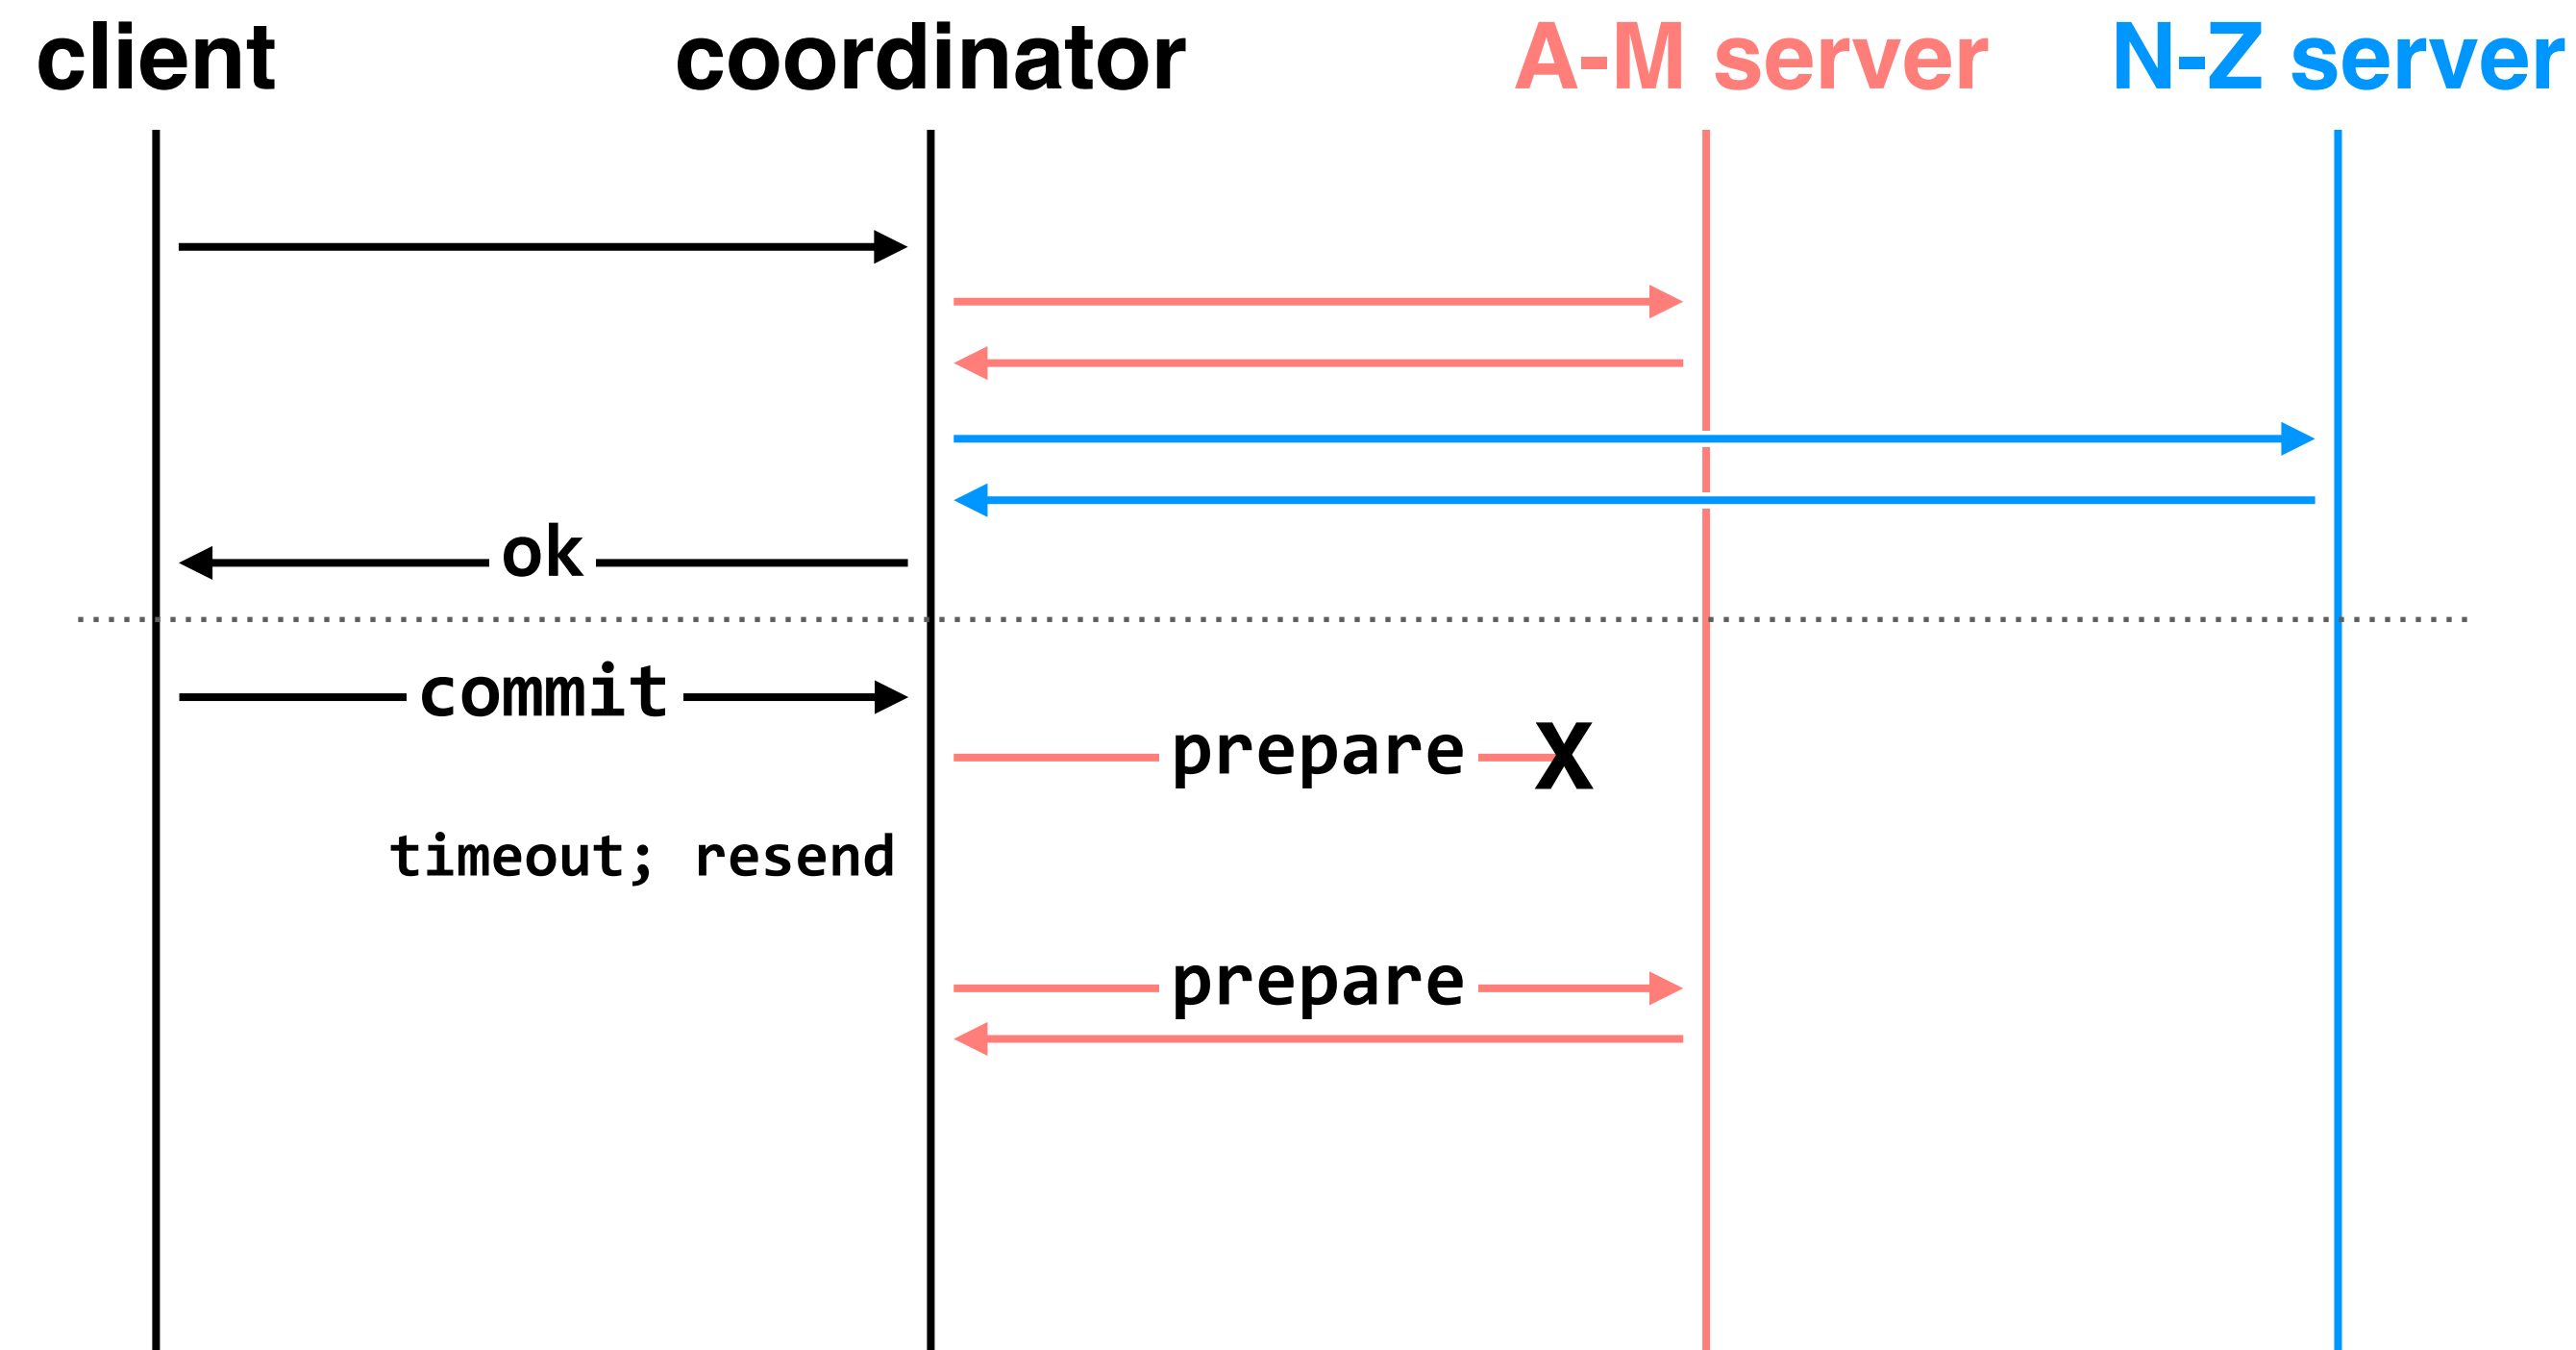 client coordinator A-M server N-Z server
ok
commit
prepare X
timeout; resend
prepare